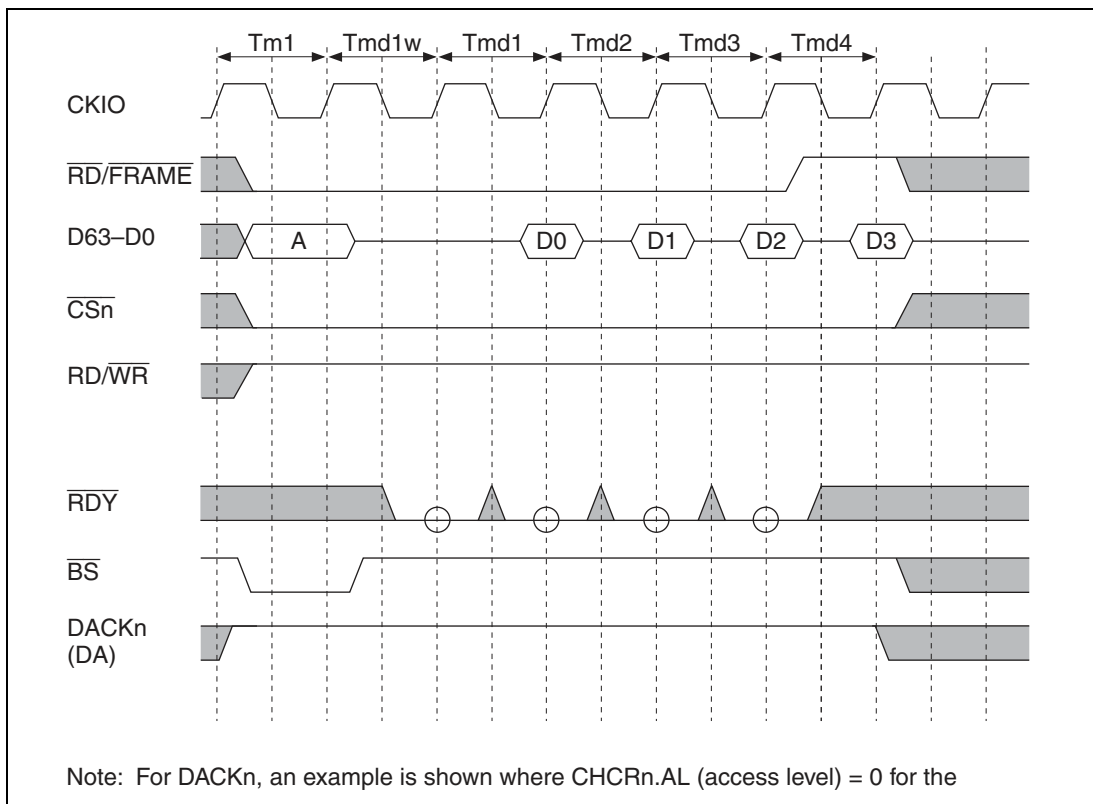 Tm1 Tmd1w Tmd1 Tmd2 Tmd3 Tmd4
CKIO
RD/FRAME
D63–D0 A D0 D1 D2 D3
CSn
RD/WR
RDY
BS
DACKn
(DA)
Note: For DACKn, an example is shown where CHCRn.AL (access level) = 0 for the